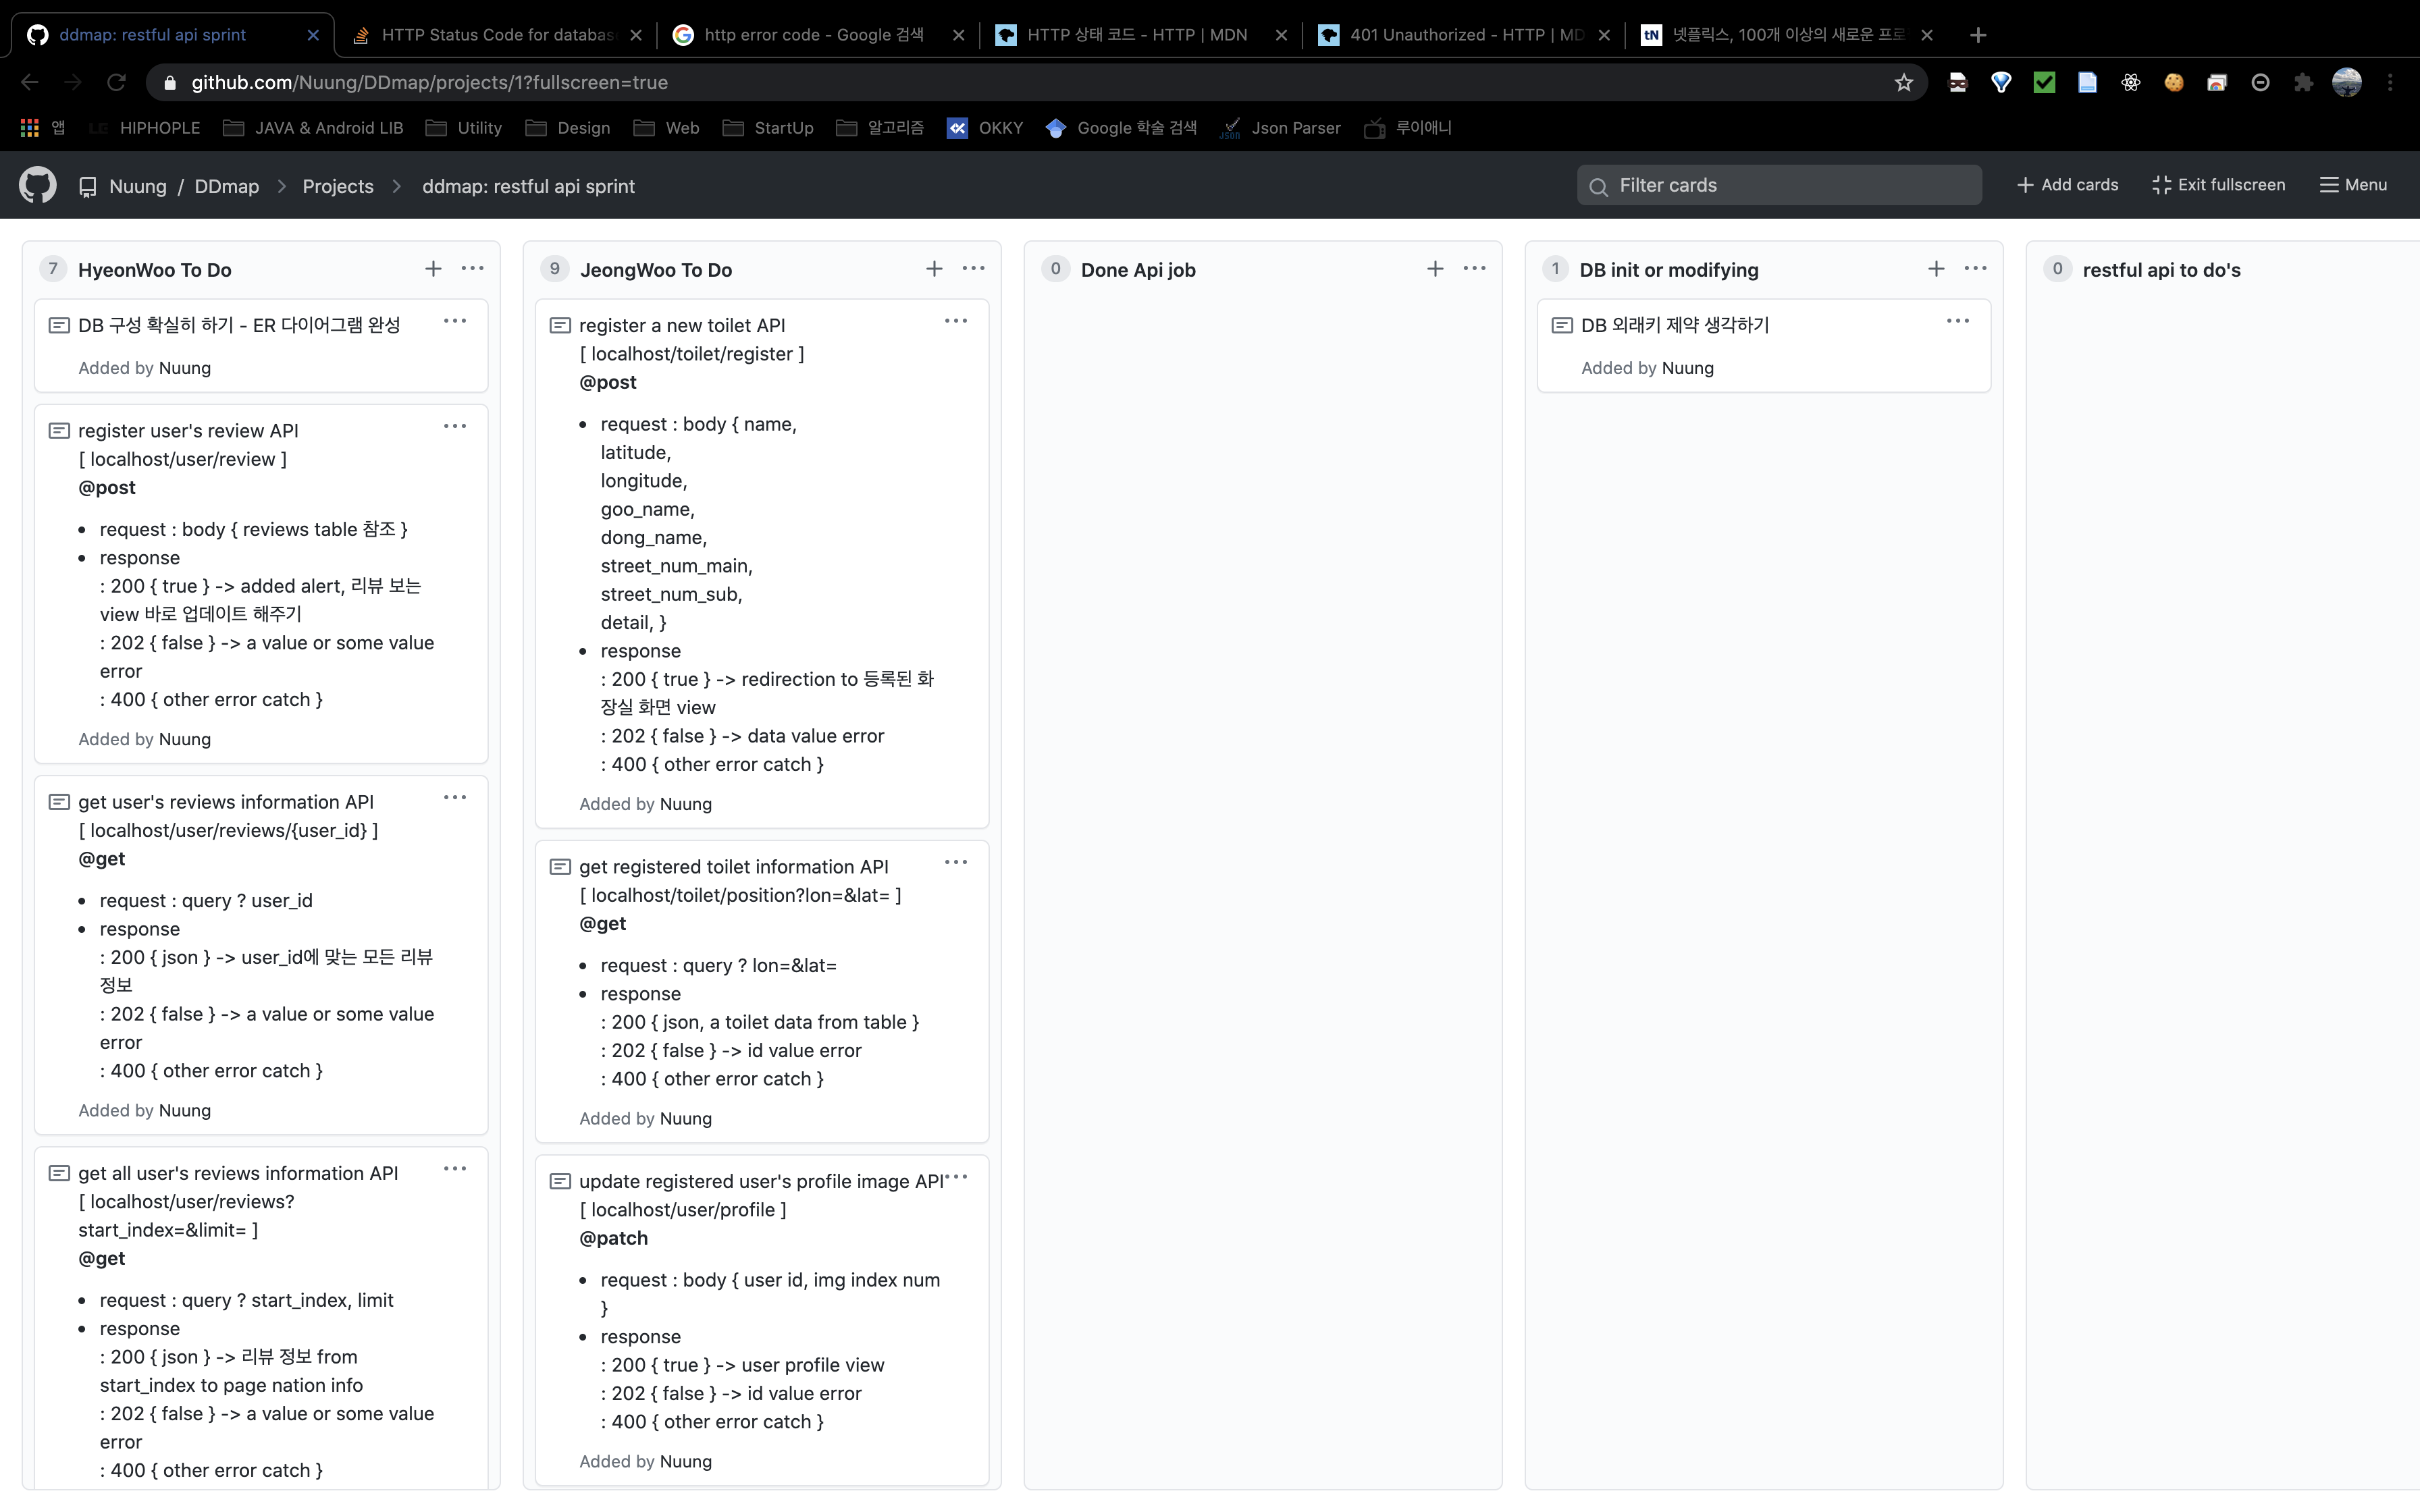 ddmap: restful api sprint
HTTP Status Code for databas
http error code - Google 검색
HTTP 상태 코드 - HTTP | MDN
401 Unauthorized - HTTP | MD
tN 넷플릭스, 100개 이상의 새로운 프로
github.com/Nuung/DDmap/projects/1?fullscreen=true
앱
HIPHOPLE
JAVA & Android LIB
Utility
Design
Web
StartUp
알고리즘
OKKY
Google 학술 검색
Json Parser
루이애니
Nuung / DDmap > Projects > ddmap: restful api sprint
Filter cards
+ Add cards
Exit fullscreen
Menu
7 HyeonWoo To Do
DB 구성 확실히 하기 - ER 다이어그램 완성
Added by Nuung
register user's review API
[ localhost/user/review ]
@post
• request : body { reviews table 참조 }
• response
: 200 { true } -> added alert, 리뷰 보는
view 바로 업데이트 해주기
: 202 { false } -> a value or some value
error
: 400 { other error catch }
Added by Nuung
get user's reviews information API
[ localhost/user/reviews/{user_id} ]
@get
• request : query ? user_id
• response
: 200 { json } -> user_id에 맞는 모든 리뷰
정보
: 202 { false } -> a value or some value
error
: 400 { other error catch }
Added by Nuung
get all user's reviews information API
[ localhost/user/reviews?
start_index=&limit= ]
@get
• request : query ? start_index, limit
• response
: 200 { json } -> 리뷰 정보 from
start_index to page nation info
: 202 { false } -> a value or some value
error
: 400 { other error catch }
9 JeongWoo To Do
register a new toilet API
[ localhost/toilet/register ]
@post
• request : body { name,
latitude,
longitude,
goo_name,
dong_name,
street_num_main,
street_num_sub,
detail, }
• response
: 200 { true } -> redirection to 등록된 화
장실 화면 view
: 202 { false } -> data value error
: 400 { other error catch }
Added by Nuung
get registered toilet information API
[ localhost/toilet/position?lon=&lat= ]
@get
• request : query ? lon=&lat=
• response
: 200 { json, a toilet data from table }
: 202 { false } -> id value error
: 400 { other error catch }
Added by Nuung
update registered user's profile image API
[ localhost/user/profile ]
@patch
• request : body { user id, img index num
}
• response
: 200 { true } -> user profile view
: 202 { false } -> id value error
: 400 { other error catch }
Added by Nuung
0 Done Api job
1 DB init or modifying
DB 외래키 제약 생각하기
Added by Nuung
0 restful api to do's